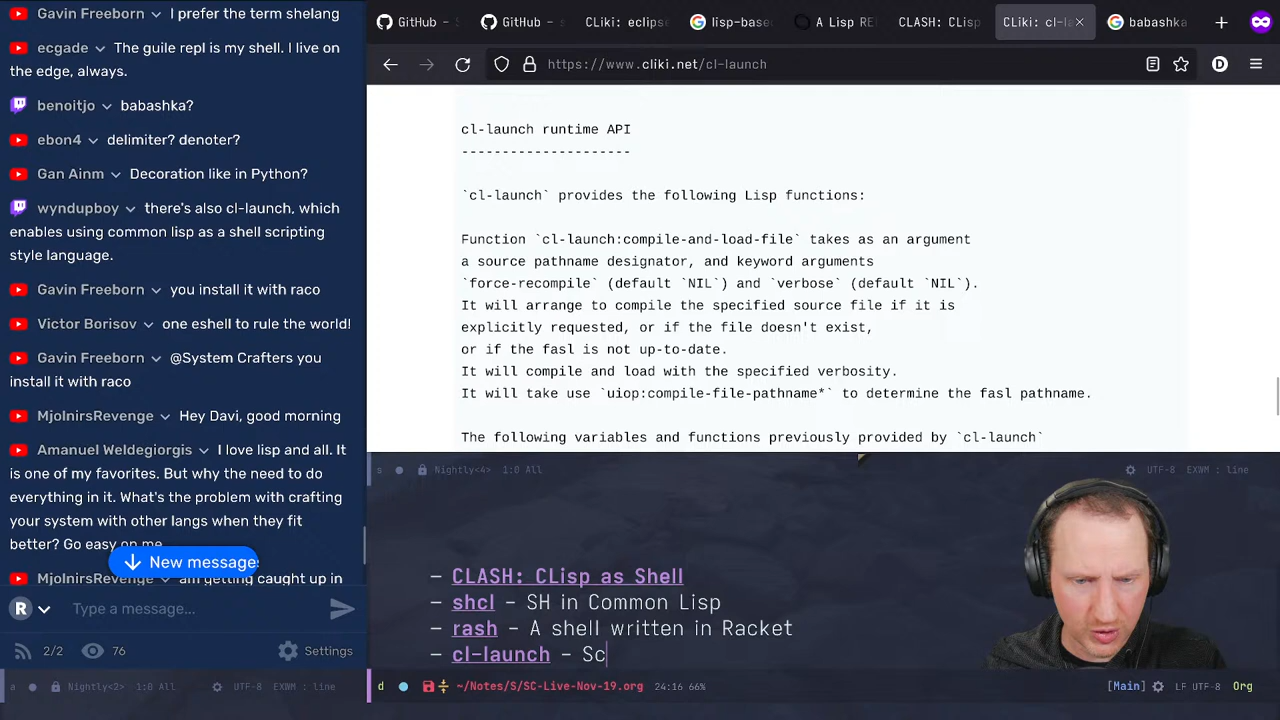 Gavin Freeborn I prefer the term shelang
ecgade The guile repl is my shell. I live on
the edge, always.
benoitjo babashka?
ebon4 delimiter? denoter?
Gan Ainm Decoration like in Python?
wyndupboy there's also cl-launch, which
enables using common lisp as a shell scripting
style language.
Gavin Freeborn you install it with raco
Victor Borisov one eshell to rule the world!
Gavin Freeborn @System Crafters you
install it with raco
MjolnirsRevenge Hey Davi, good morning
Amanuel Weldegiorgis I love lisp and all. It
is one of my favorites. But why the need to do
everything in it. What's the problem with crafting
your system with other langs when they fit
better? Go easy on me
New message
MjolnirsRevenge am getting caught up in
R Type a message...
2/2 76 Settings
a Nightly<2> 1:0 All UTF-8 EXWM : line
GitHub - S GitHub - s CLiki: eclipse lisp-base A Lisp RE CLASH: CLisp CLiki: cl-la babashka
https://www.cliki.net/cl-launch D
cl-launch runtime API
---------------------
`cl-launch` provides the following Lisp functions:
Function `cl-launch:compile-and-load-file` takes as an argument
a source pathname designator, and keyword arguments
`force-recompile` (default `NIL`) and `verbose` (default `NIL`).
It will arrange to compile the specified source file if it is
explicitly requested, or if the file doesn't exist,
or if the fasl is not up-to-date.
It will compile and load with the specified verbosity.
It will take use `uiop:compile-file-pathname*` to determine the fasl pathname.
The following variables and functions previously provided by `cl-launch`
s Nightly<4> 1:0 All UTF-8 EXWM : line
– CLASH: CLisp as Shell
– shcl – SH in Common Lisp
– rash – A shell written in Racket
– cl-launch – Sc
d ~/Notes/S/SC-Live-Nov-19.org 24:16 66% [Main] LF UTF-8 Org